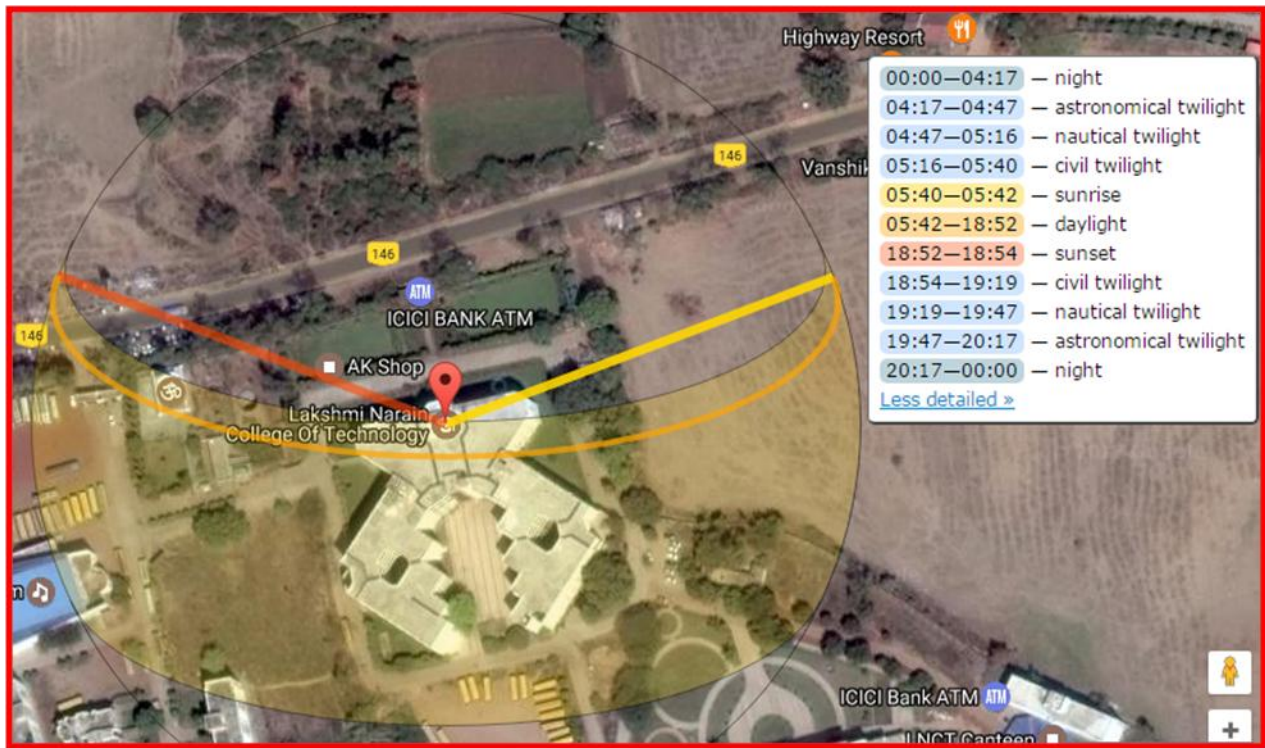 Highway Resort
00:00—04:17 — night
04:17—04:47 — astronomical twilight
04:47—05:16 — nautical twilight
05:16—05:40 — civil twilight
05:40—05:42 — sunrise
05:42—18:52 — daylight
18:52—18:54 — sunset
18:54—19:19 — civil twilight
19:19—19:47 — nautical twilight
19:47—20:17 — astronomical twilight
20:17—00:00 — night
Less detailed »
146
Vanshik
146
146
ATM
ICICI BANK ATM
AK Shop
Lakshmi Narain
College Of Technology
ICICI Bank ATM ATM
LNCT Canteen
+